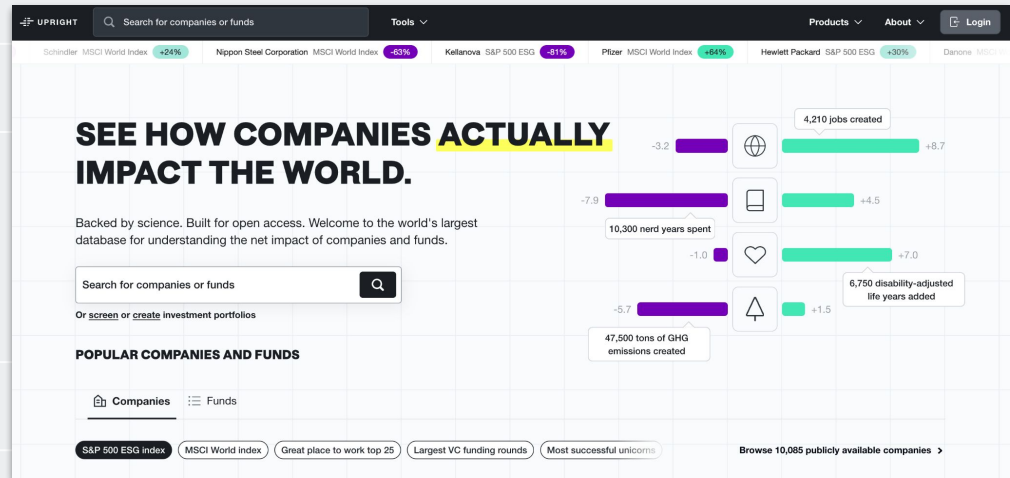 UPRIGHT
Search for companies or funds
Tools
Products
About
Login
Schindler MSCI World Index +24%
Nippon Steel Corporation MSCI World Index -63%
Kellanova S&P 500 ESG -81%
Pfizer MSCI World Index +64%
Hewlett Packard S&P 500 ESG +30%
Danone MSCI
SEE HOW COMPANIES ACTUALLY
IMPACT THE WORLD.
Backed by science. Built for open access. Welcome to the world's largest
database for understanding the net impact of companies and funds.
Search for companies or funds
Or screen or create investment portfolios
4,210 jobs created
-3.2
+8.7
-7.9
+4.5
10,300 nerd years spent
-1.0
+7.0
6,750 disability-adjusted
life years added
-5.7
+1.5
47,500 tons of GHG
emissions created
POPULAR COMPANIES AND FUNDS
Companies
Funds
S&P 500 ESG index
MSCI World index
Great place to work top 25
Largest VC funding rounds
Most successful unicorns
Browse 10,085 publicly available companies >